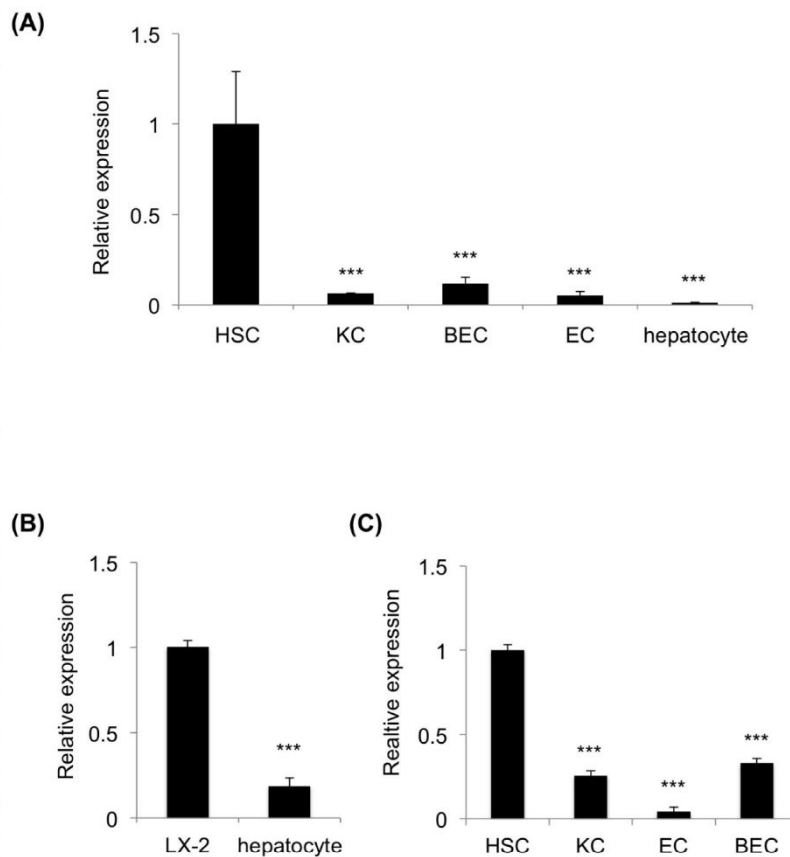 (A)
Relative expression
1.5
1
0.5
0
***
***
***
***
HSC KC BEC EC hepatocyte
(B)
Relative expression
1.5
1
0.5
0
***
LX-2 hepatocyte
(C)
Realtive expression
1.5
1
0.5
0
***
***
***
HSC KC EC BEC